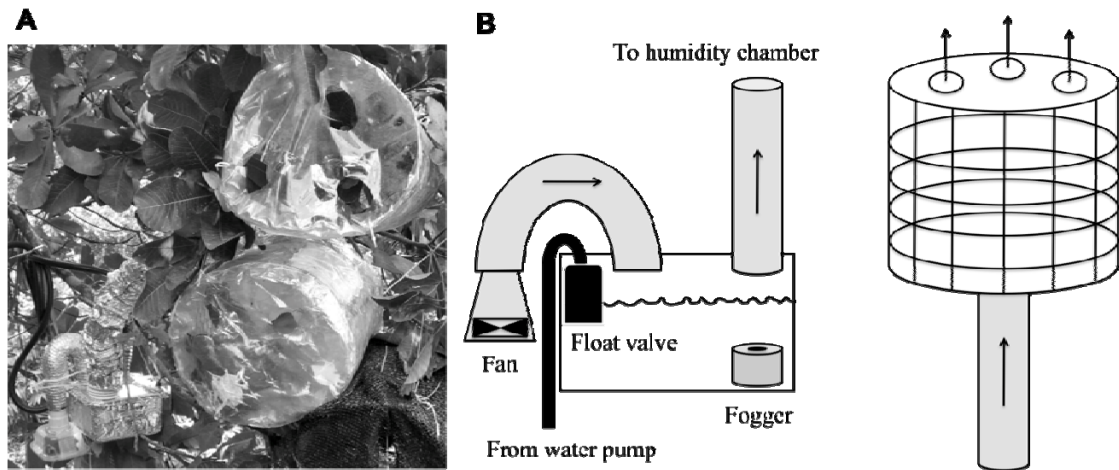 A
B
To humidity chamber
Fan
Float valve
Fogger
From water pump